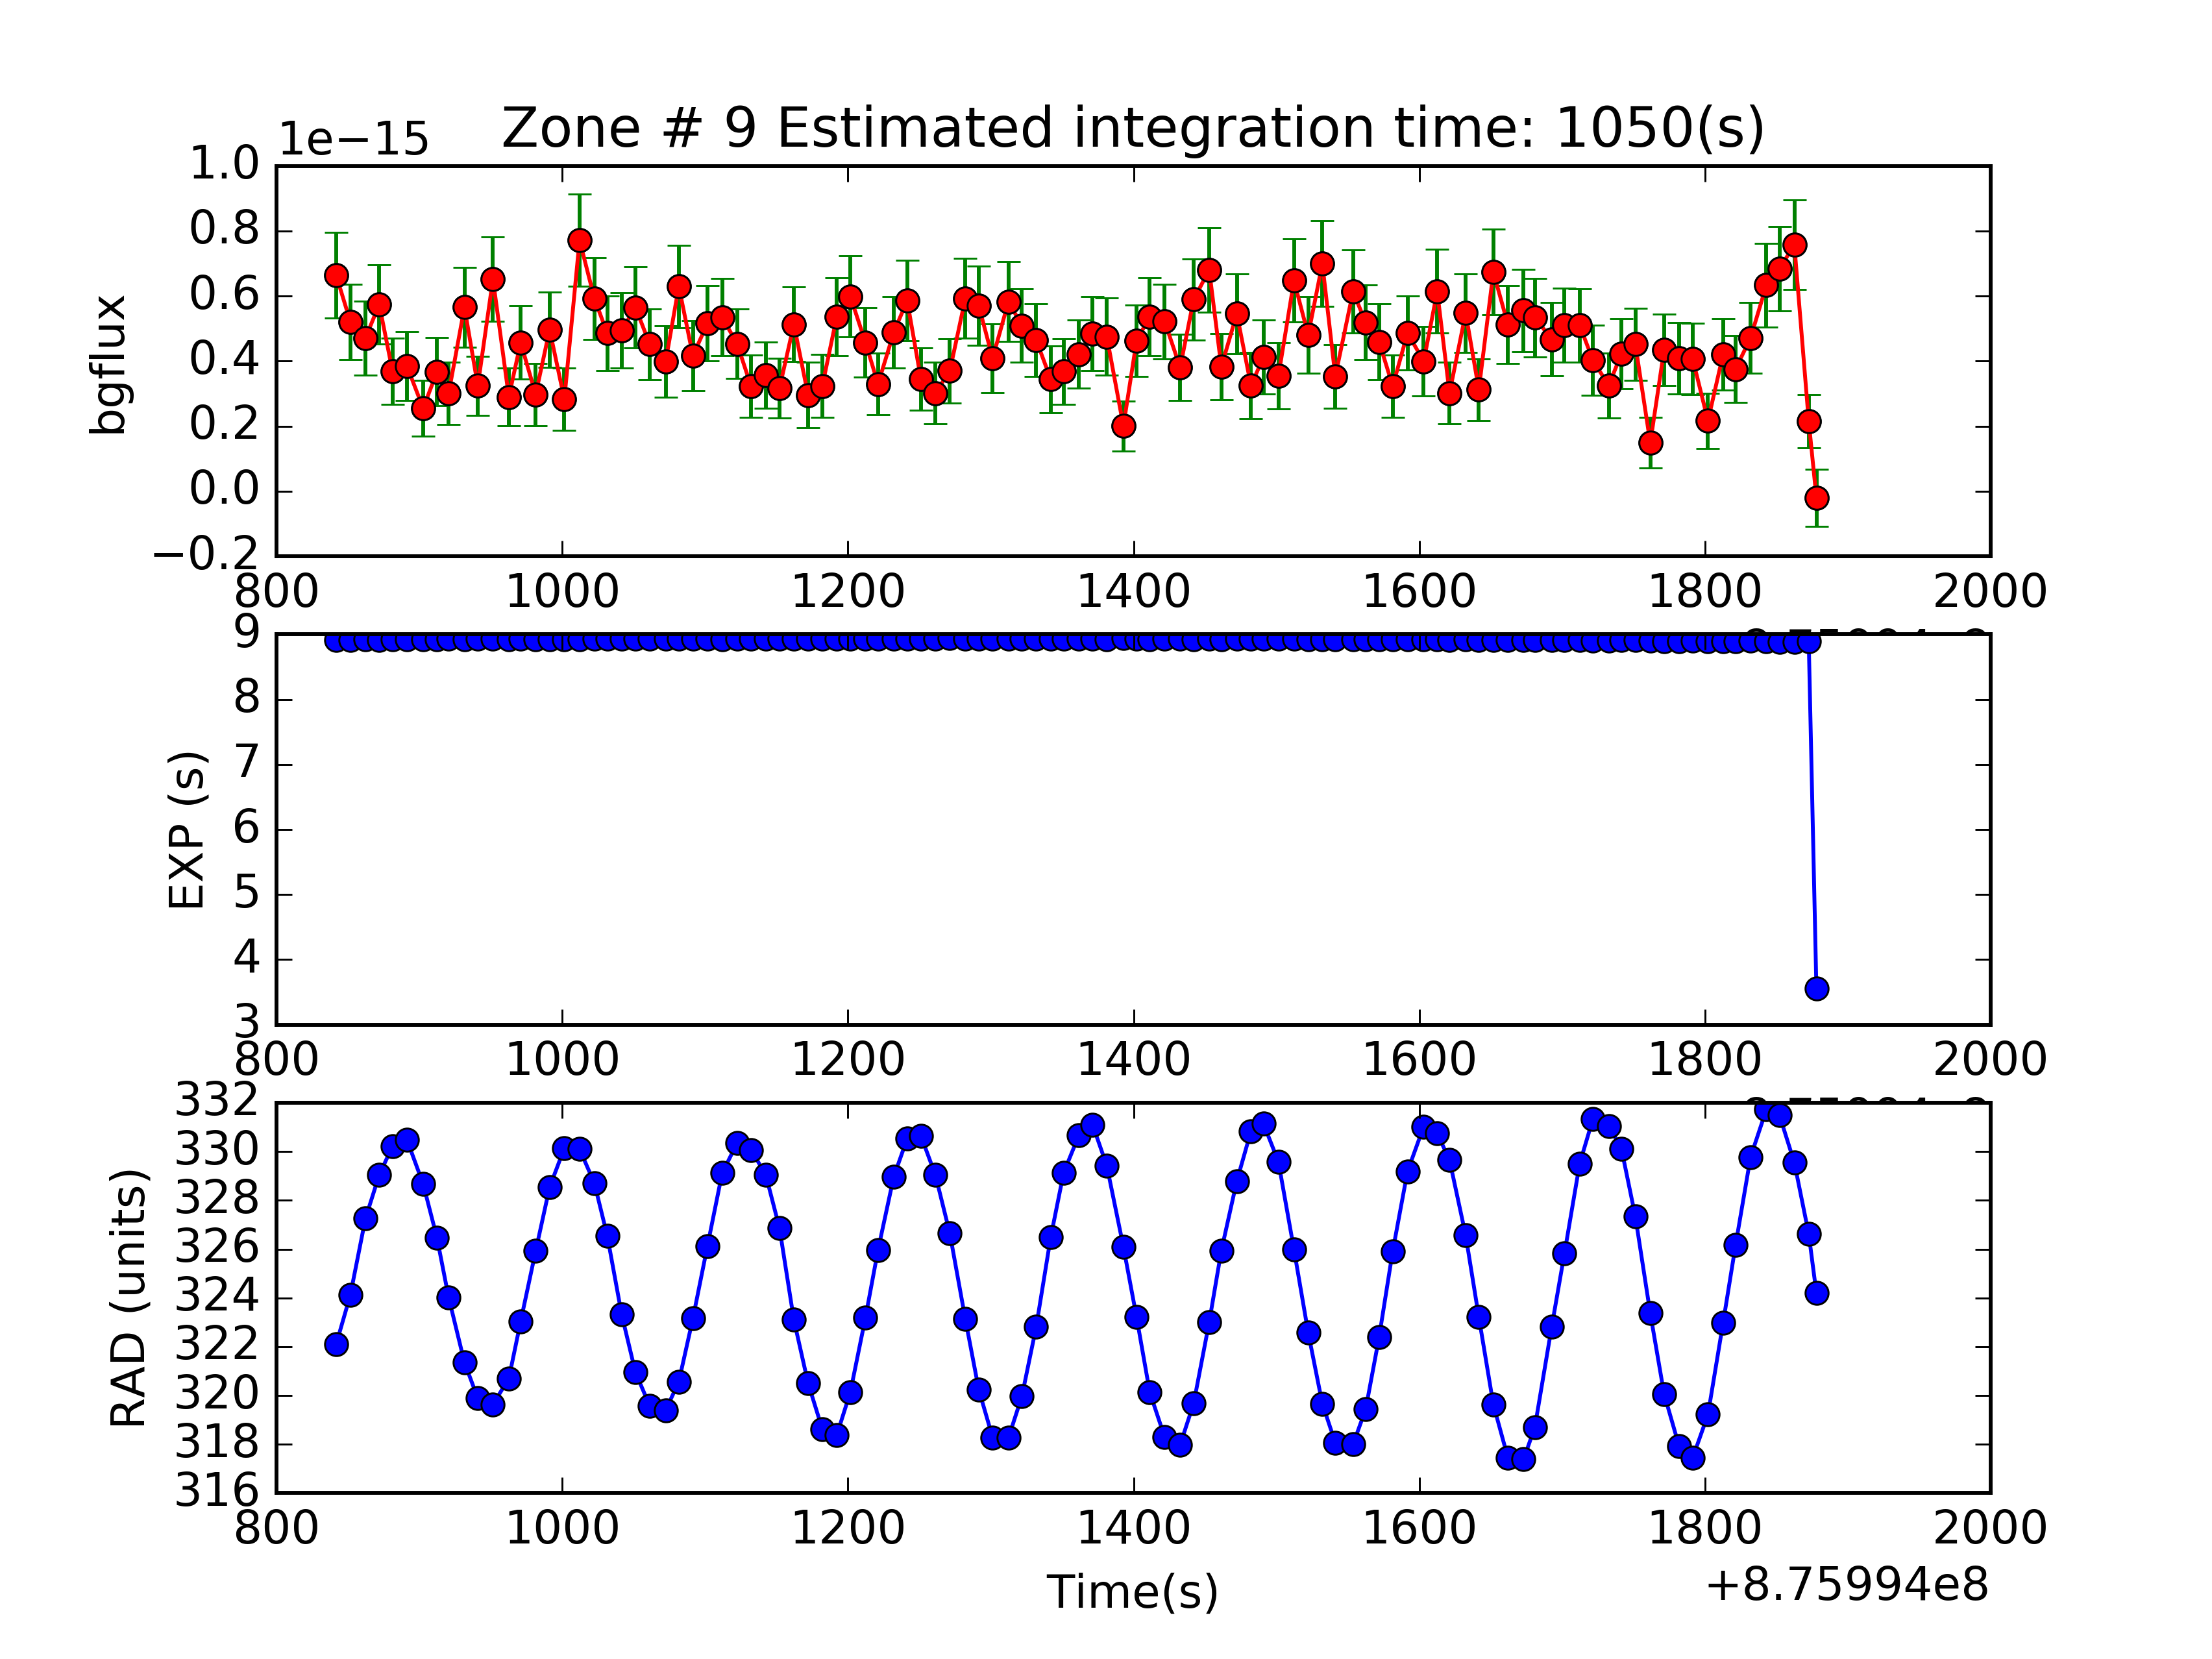 Zone # 9 Estimated integration time: 1050(s)
1e−15
1.0
0.8
0.6
0.4
0.2
0.0
−0.2
bgflux
800 1000 1200 1400 1600 1800 2000
9
8
7
6
5
4
3
EXP (s)
800 1000 1200 1400 1600 1800 2000
332
330
328
326
324
322
320
318
316
RAD (units)
800 1000 1200 1400 1600 1800 2000
Time(s)
+8.75994e8